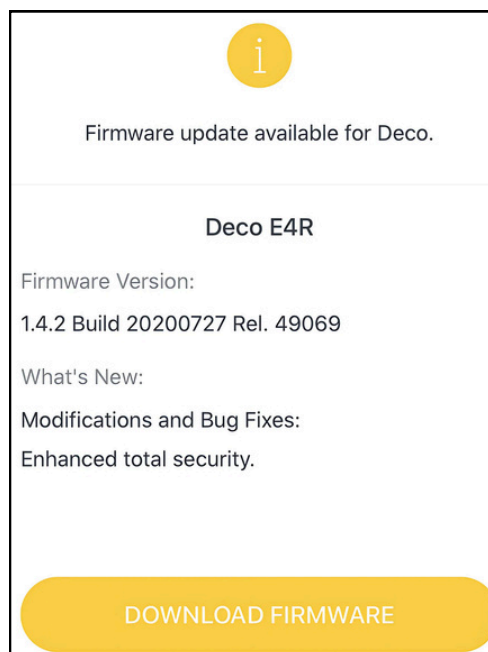 i
Firmware update available for Deco.
Deco E4R
Firmware Version:
1.4.2 Build 20200727 Rel. 49069
What's New:
Modifications and Bug Fixes:
Enhanced total security.
DOWNLOAD FIRMWARE